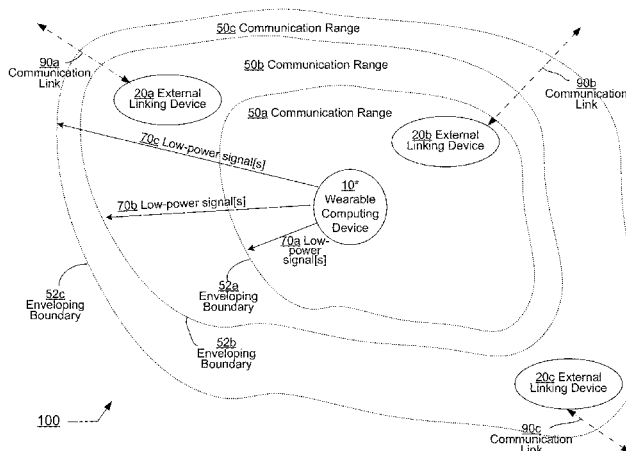 50c Communication Range
90a
Communication
Link
50b Communication Range
20a External
Linking Device
50a Communication Range
90b
Communication
Link
20b External
Linking Device
70c Low-power signal[s]
10*
Wearable
Computing
Device
70b Low-power signal[s]
70a Low-
power
signal[s]
52a
Enveloping
Boundary
52c
Enveloping
Boundary
52b
Enveloping
Boundary
20c External
Linking Device
100
90c
Communication
Link